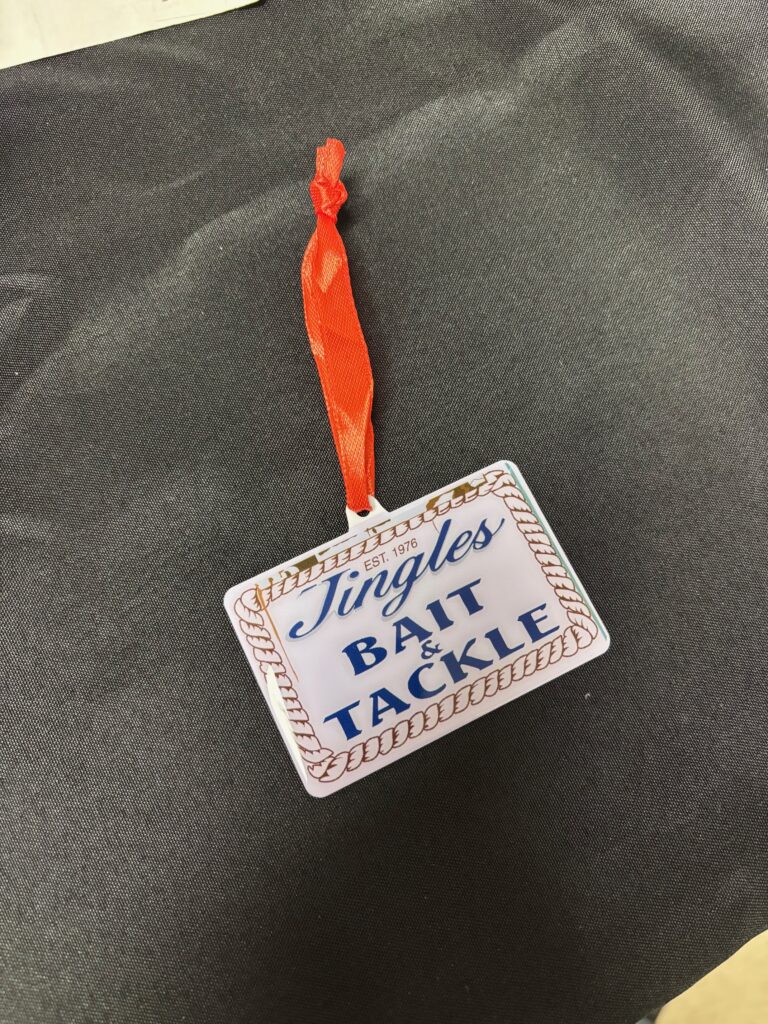 EST. 1976
Jingles
BAIT
&
TACKLE